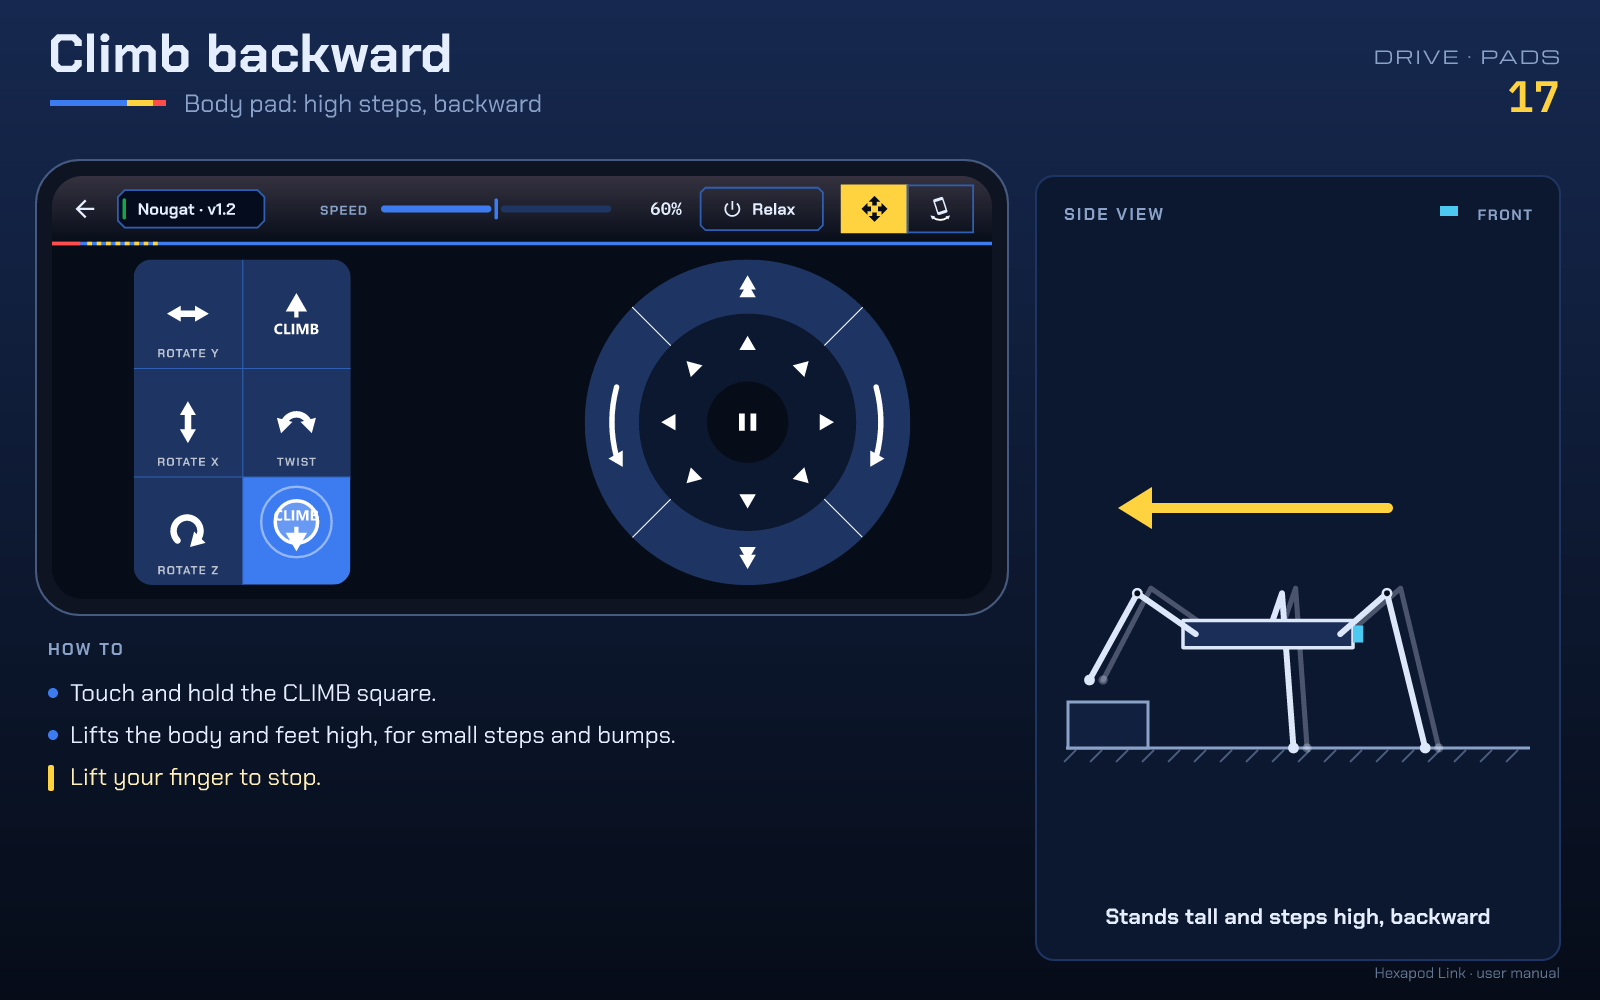 Climb backward
Body pad: high steps, backward
DRIVE · PADS
17
Nougat · v1.2
SPEED
60%
Relax
ROTATE Y
CLIMB
ROTATE X
TWIST
ROTATE Z
CLIMB
HOW TO
Touch and hold the CLIMB square.
Lifts the body and feet high, for small steps and bumps.
Lift your finger to stop.
SIDE VIEW
FRONT
Stands tall and steps high, backward
Hexapod Link · user manual